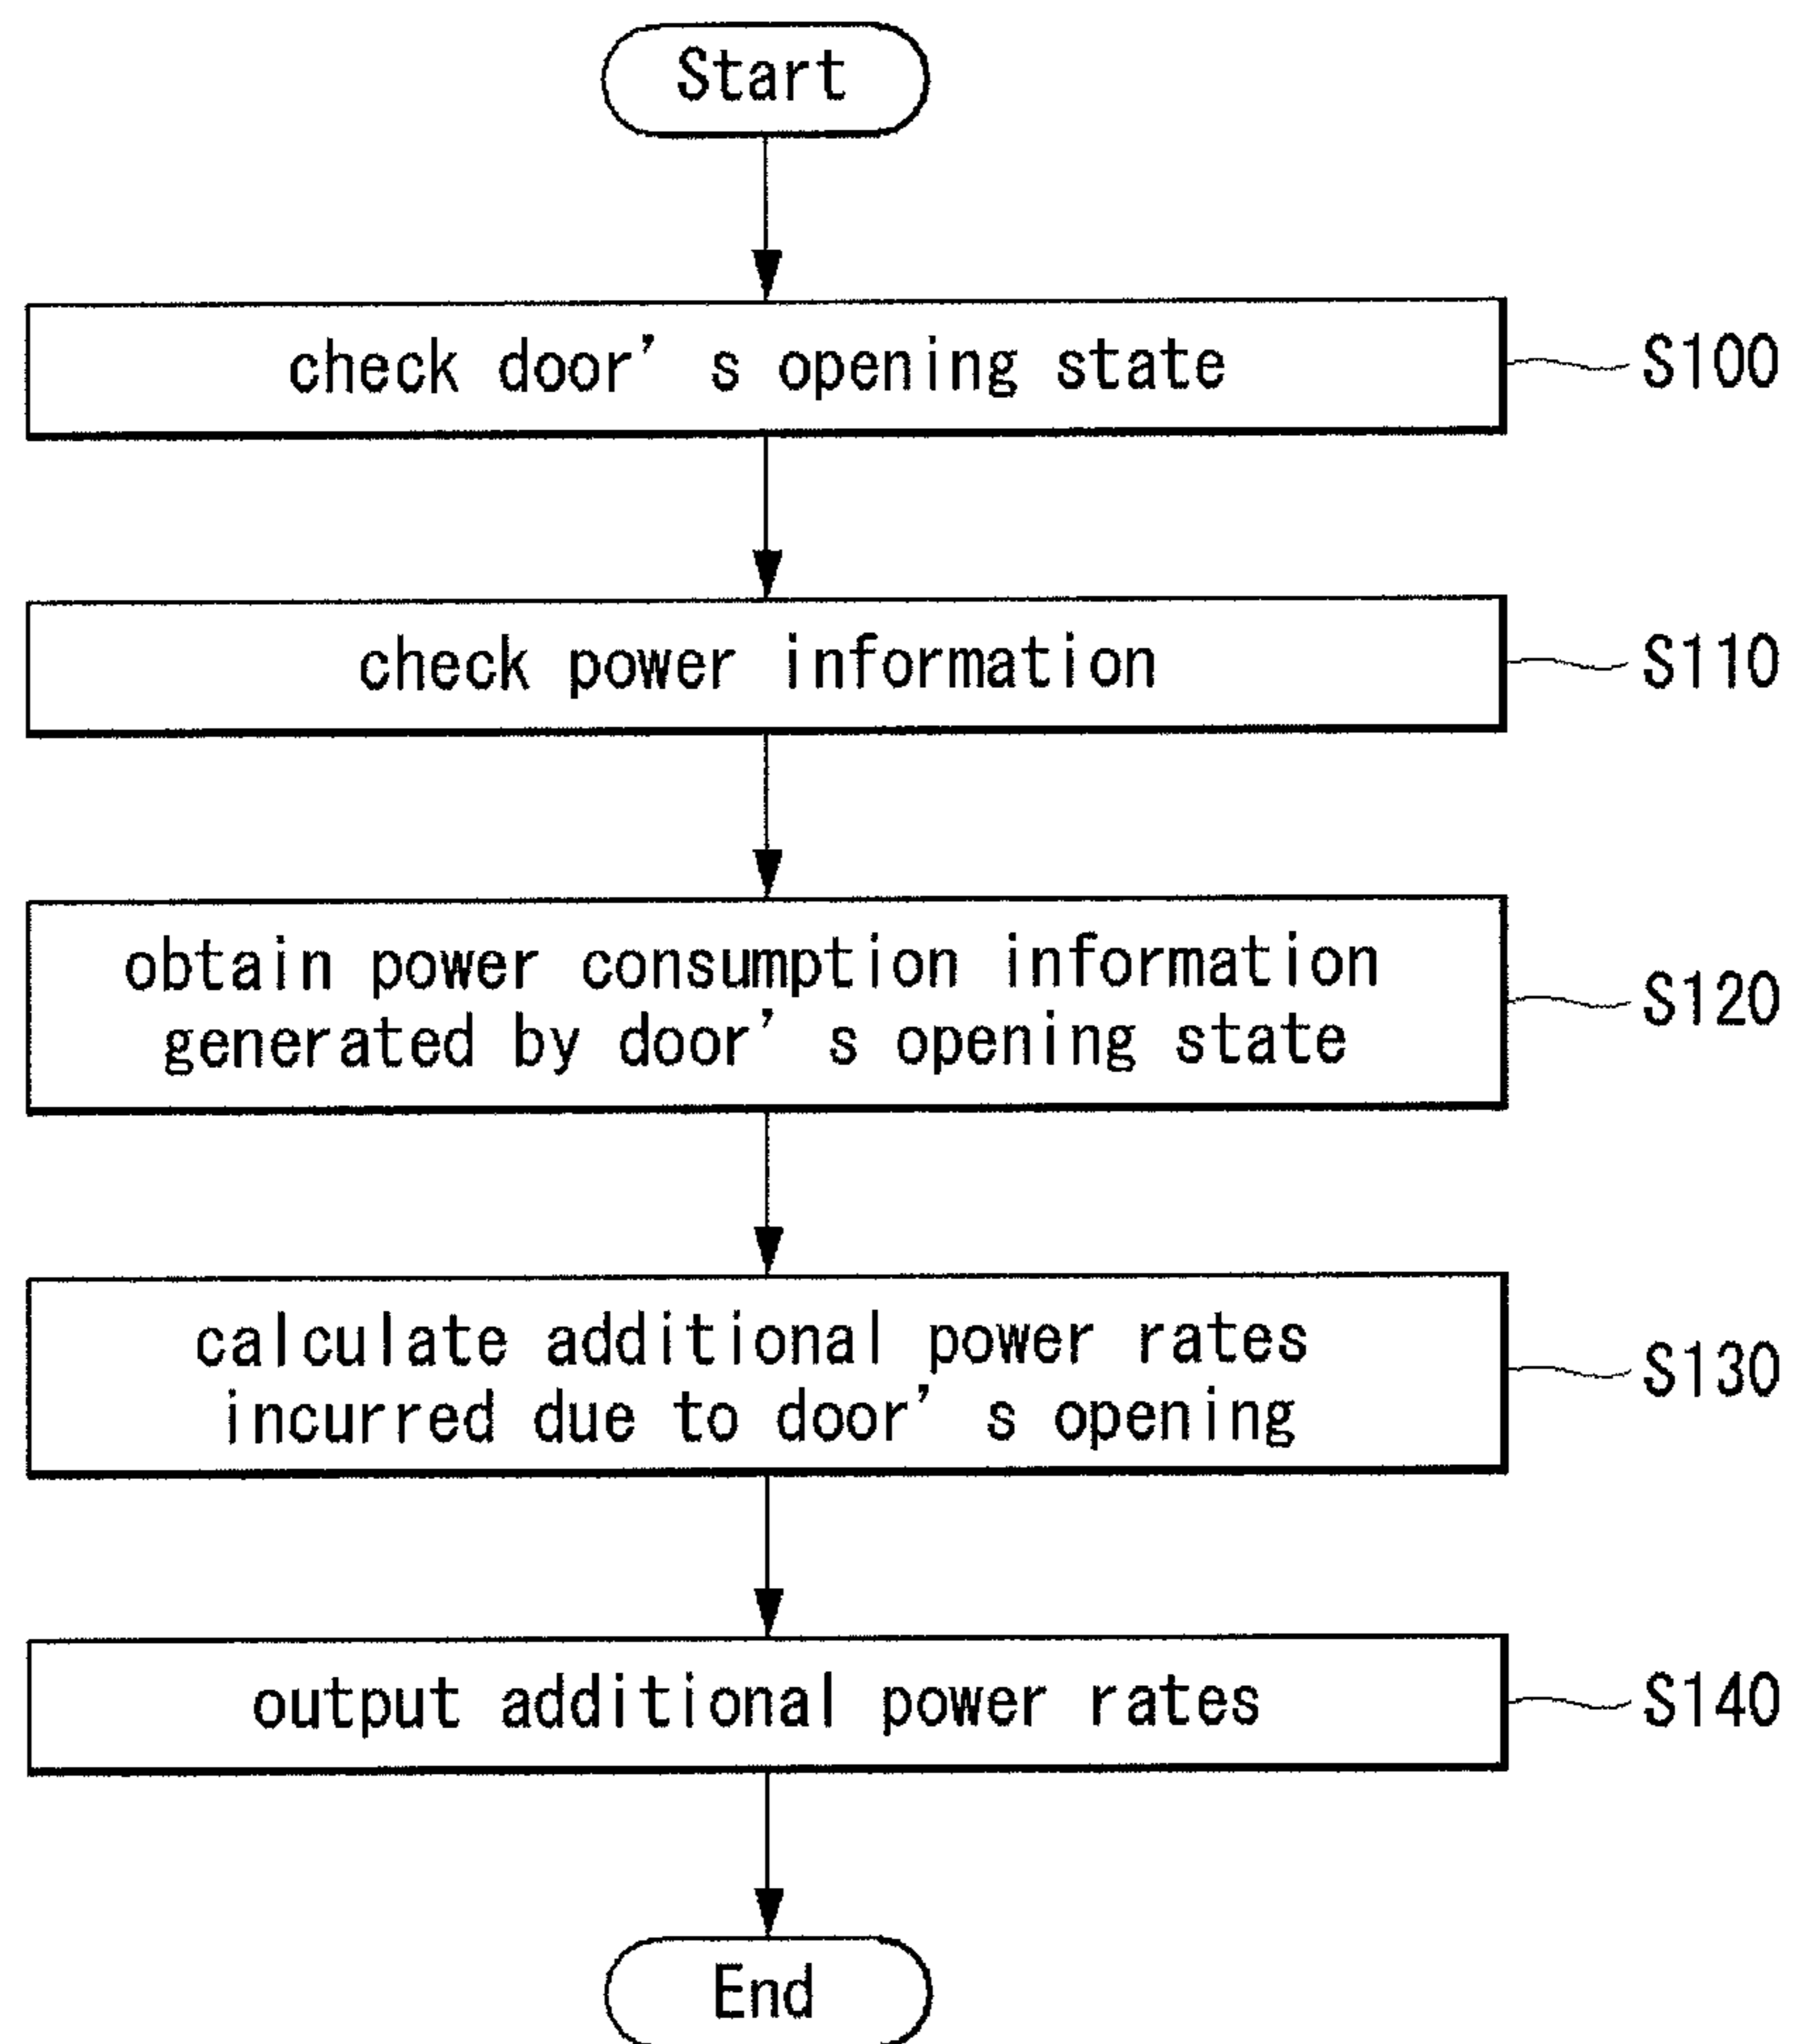 Start
check door's opening state
S100
check power information
S110
obtain power consumption information
generated by door's opening state
S120
calculate additional power rates
incurred due to door's opening
S130
output additional power rates
S140
End